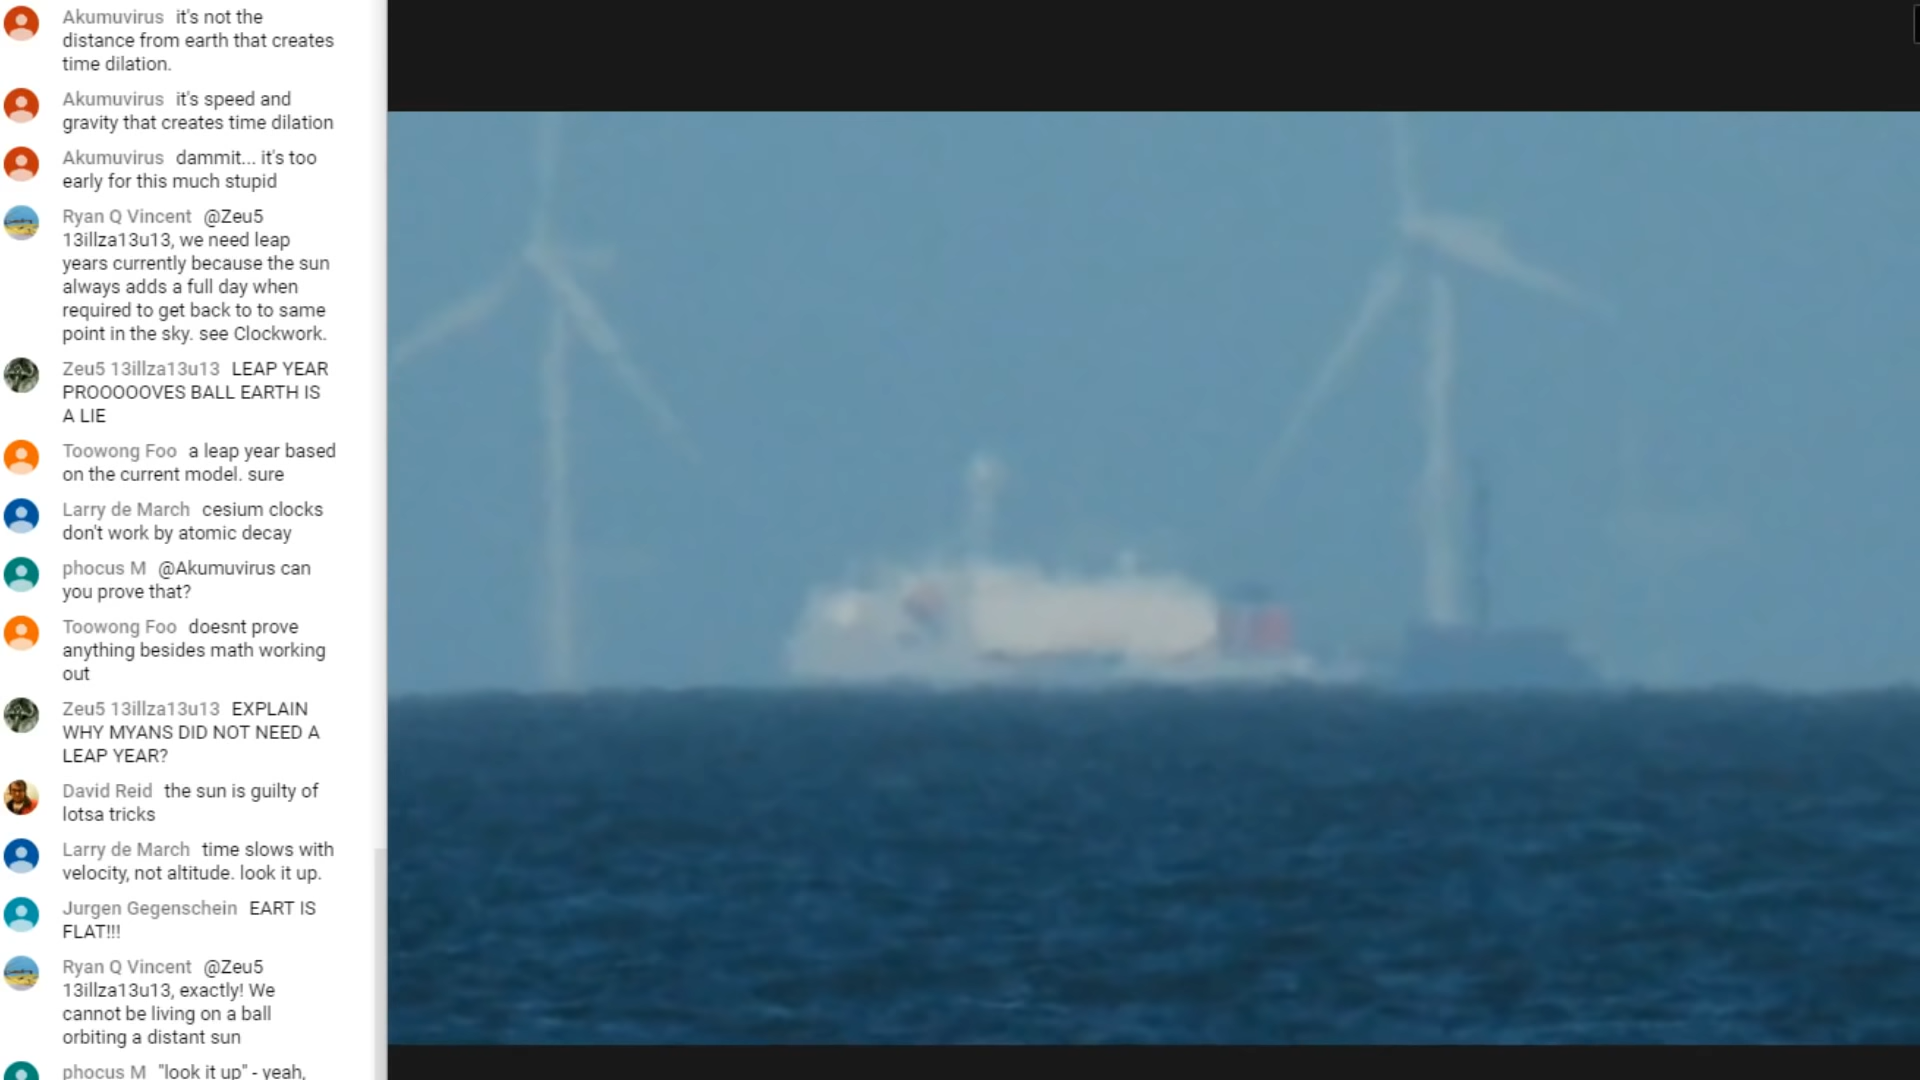 Akumuvirus it's not the
distance from earth that creates
time dilation.
Akumuvirus it's speed and
gravity that creates time dilation
Akumuvirus dammit... it's too
early for this much stupid
Ryan Q Vincent @Zeu5
13illza13u13, we need leap
years currently because the sun
always adds a full day when
required to get back to to same
point in the sky. see Clockwork.
Zeu5 13illza13u13 LEAP YEAR
PROOOOOVES BALL EARTH IS
A LIE
Toowong Foo a leap year based
on the current model. sure
Larry de March cesium clocks
don't work by atomic decay
phocus M @Akumuvirus can
you prove that?
Toowong Foo doesnt prove
anything besides math working
out
Zeu5 13illza13u13 EXPLAIN
WHY MYANS DID NOT NEED A
LEAP YEAR?
David Reid the sun is guilty of
lotsa tricks
Larry de March time slows with
velocity, not altitude. look it up.
Jurgen Gegenschein EART IS
FLAT!!!
Ryan Q Vincent @Zeu5
13illza13u13, exactly! We
cannot be living on a ball
orbiting a distant sun
phocus M "look it up" - yeah,